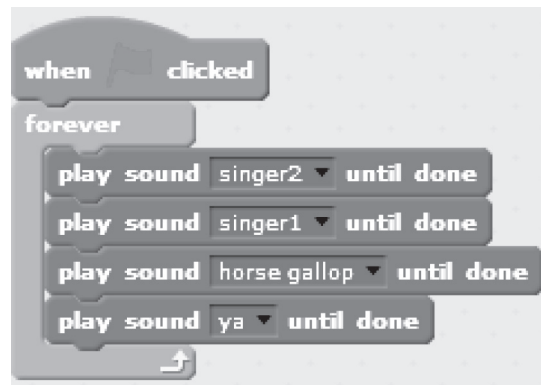 when clicked
forever
play sound singer2 until done
play sound singer1 until done
play sound horse gallop until done
play sound ya until done